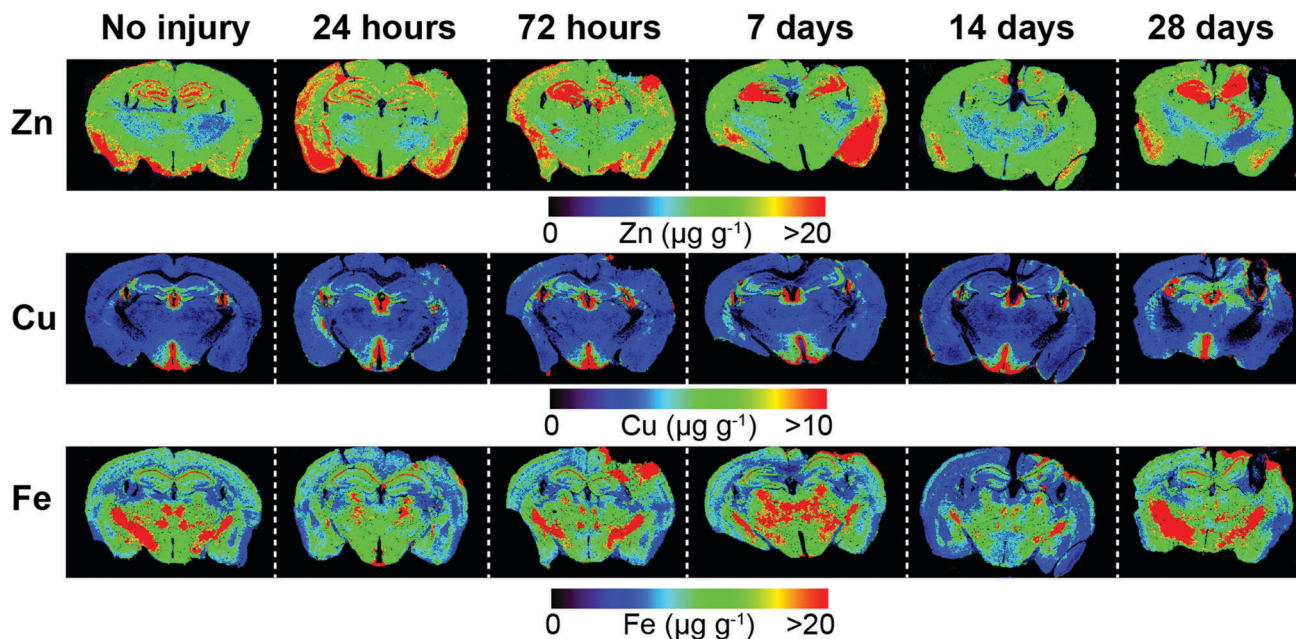 No injury 24 hours 72 hours 7 days 14 days 28 days
Zn
0 Zn (µg g⁻¹) >20
Cu
0 Cu (µg g⁻¹) >10
Fe
0 Fe (µg g⁻¹) >20